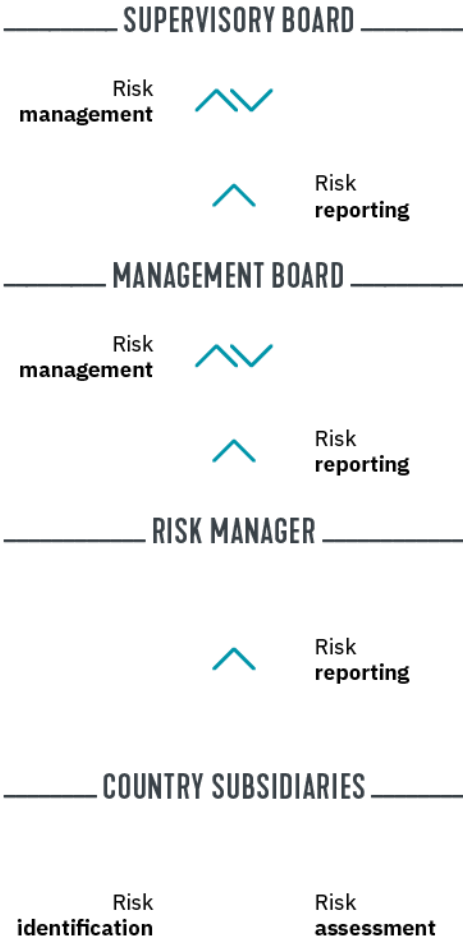 SUPERVISORY BOARD
Risk
management
Risk
reporting
MANAGEMENT BOARD
Risk
management
Risk
reporting
RISK MANAGER
Risk
reporting
COUNTRY SUBSIDIARIES
Risk
identification
Risk
assessment